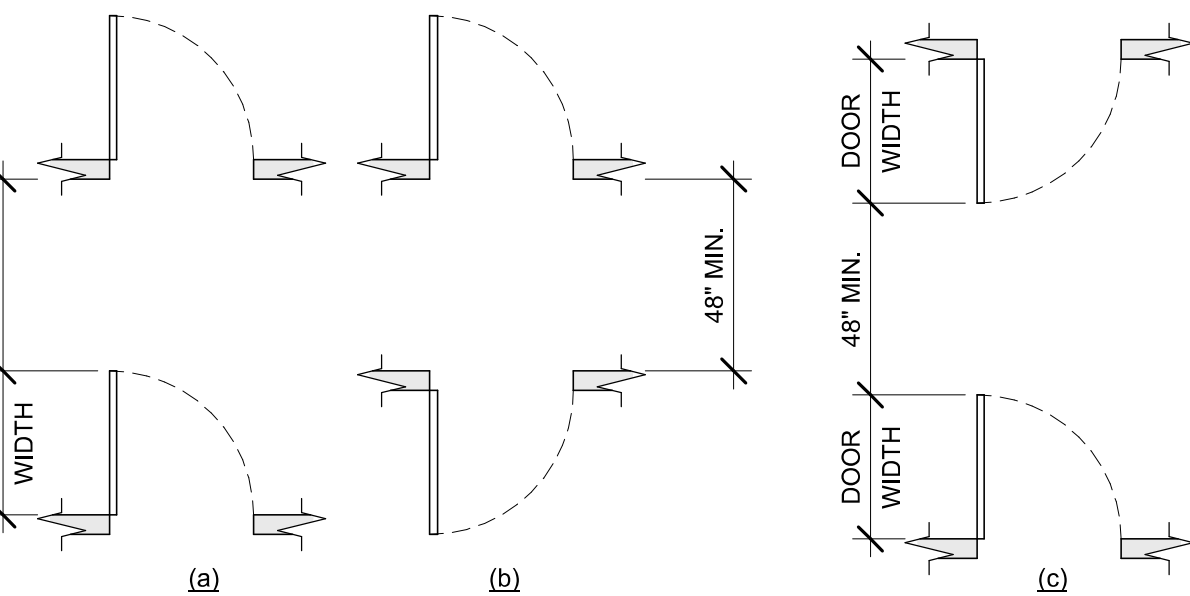 WIDTH
(a)
48" MIN.
(b)
DOOR
WIDTH
48" MIN.
DOOR
WIDTH
(c)